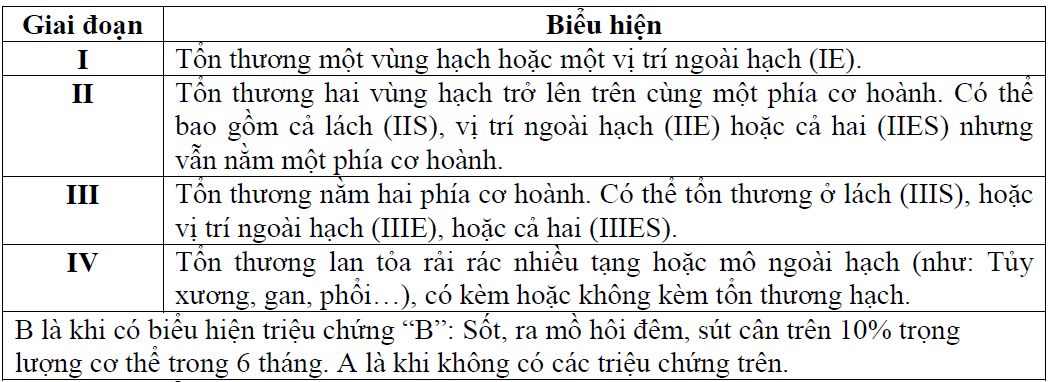 Giai đoạn Biểu hiện
I Tổn thương một vùng hạch hoặc một vị trí ngoài hạch (IE).
II Tổn thương hai vùng hạch trở lên trên cùng một phía cơ hoành. Có thể
bao gồm cả lách (IIS), vị trí ngoài hạch (IIE) hoặc cả hai (IIES) nhưng
vẫn nằm một phía cơ hoành.
III Tổn thương nằm hai phía cơ hoành. Có thể tổn thương ở lách (IIIS), hoặc
vị trí ngoài hạch (IIIE), hoặc cả hai (IIIES).
IV Tổn thương lan tỏa rải rác nhiều tạng hoặc mô ngoài hạch (như: Tủy
xương, gan, phổi…), có kèm hoặc không kèm tổn thương hạch.
B là khi có biểu hiện triệu chứng “B”: Sốt, ra mồ hôi đêm, sút cân trên 10% trọng
lượng cơ thể trong 6 tháng. A là khi không có các triệu chứng trên.